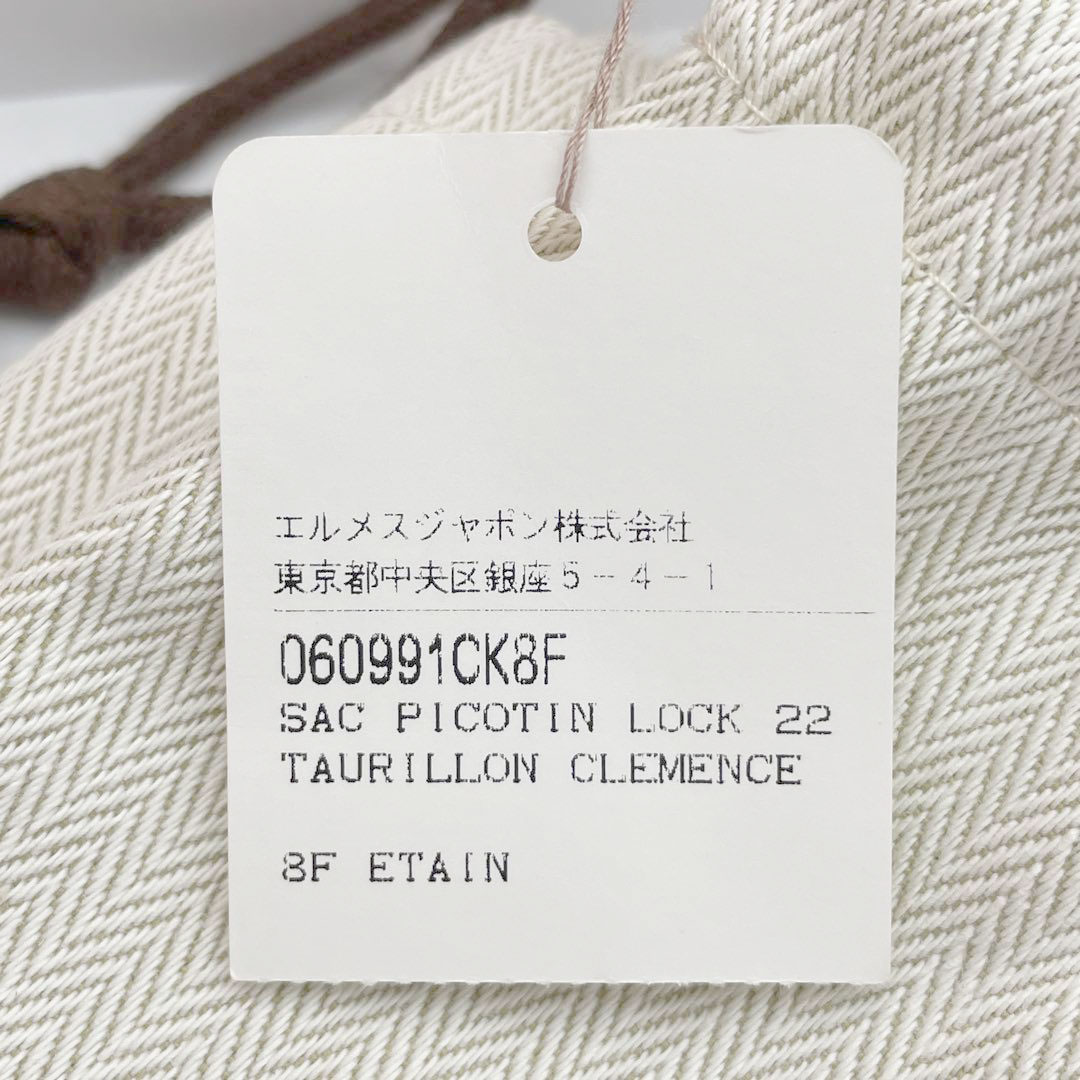 エルメスジャポン株式会社
東京都中央区銀座5－4－1
060991CK8F
SAC PICOTIN LOCK 22
TAURILLON CLEMENCE
8F ETAIN